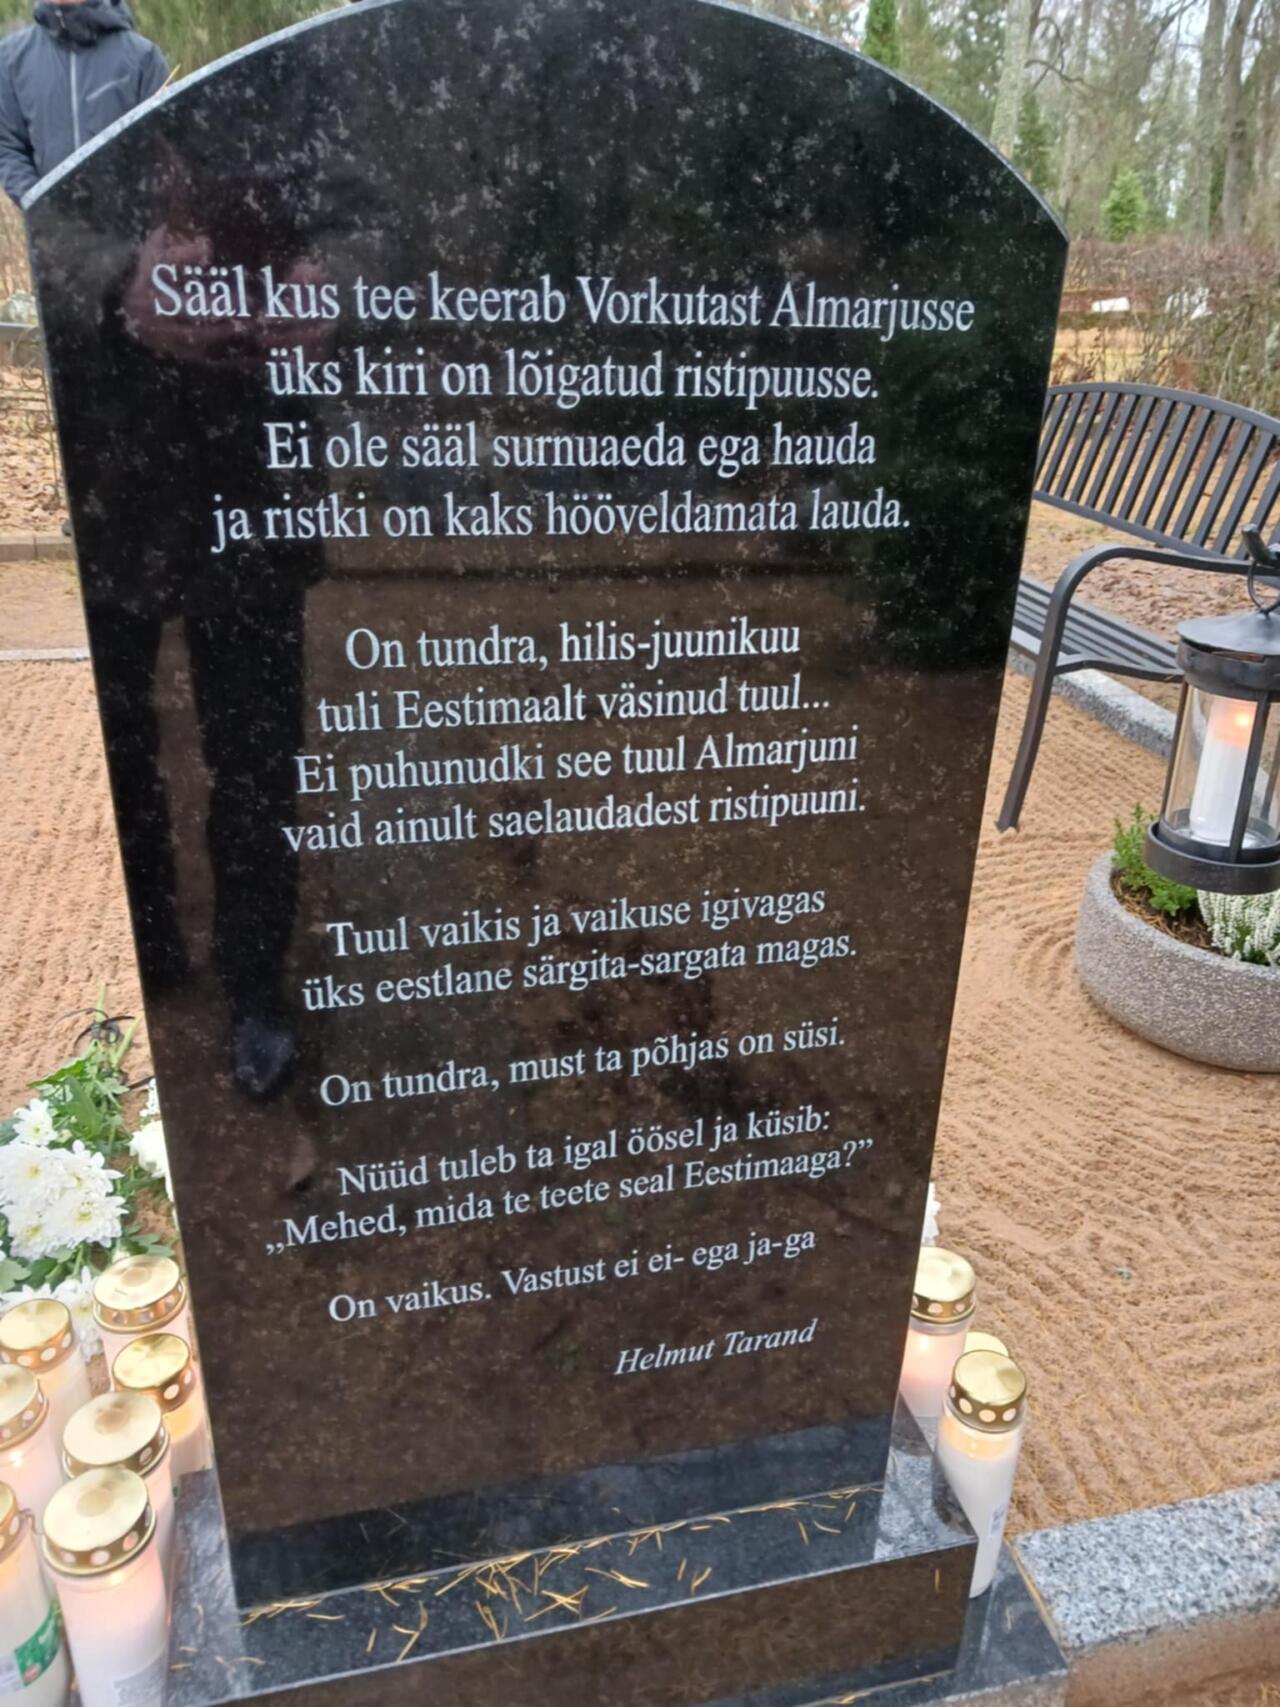 Sääl kus tee keerab Vorkutast Almarjusse
üks kiri on lõigatud ristipuusse.
Ei ole sääl surnuaeda ega hauda
ja ristki on kaks hööveldamata lauda.
On tundra, hilis-juunikuu
tuli Eestimaalt väsinud tuul...
Ei puhunudki see tuul Almarjuni
vaid ainult saelaudadest ristipuuni.
Tuul vaikis ja vaikuse igivagas
üks eestlane särgita-sargata magas.
On tundra, must ta põhjas on süsi.
Nüüd tuleb ta igal öösel ja küsib:
„Mehed, mida te teete seal Eestimaaga?”
On vaikus. Vastust ei ei- ega ja-ga
Helmut Tarand